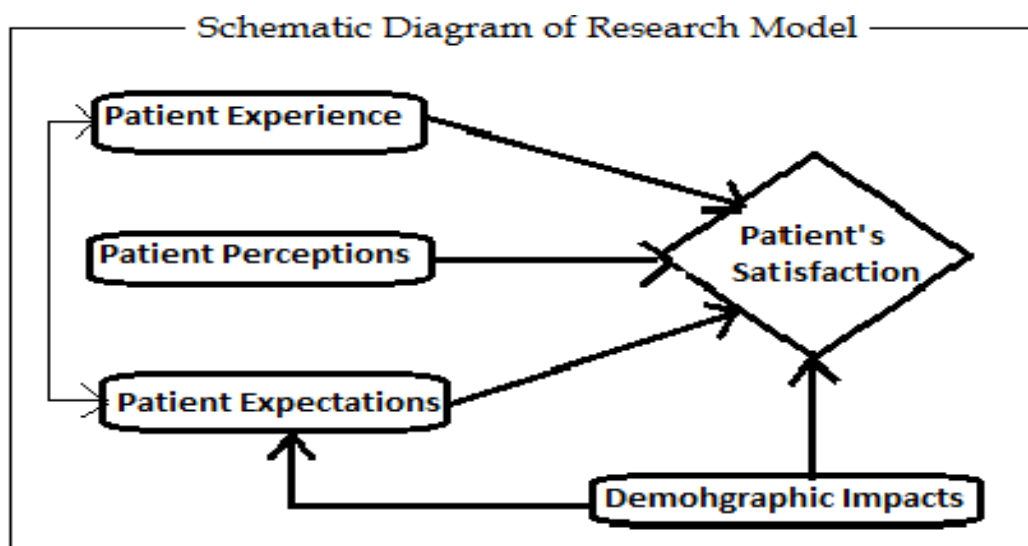 Schematic Diagram of Research Model
Patient Experience
Patient Perceptions
Patient's
Satisfaction
Patient Expectations
Demohgraphic Impacts